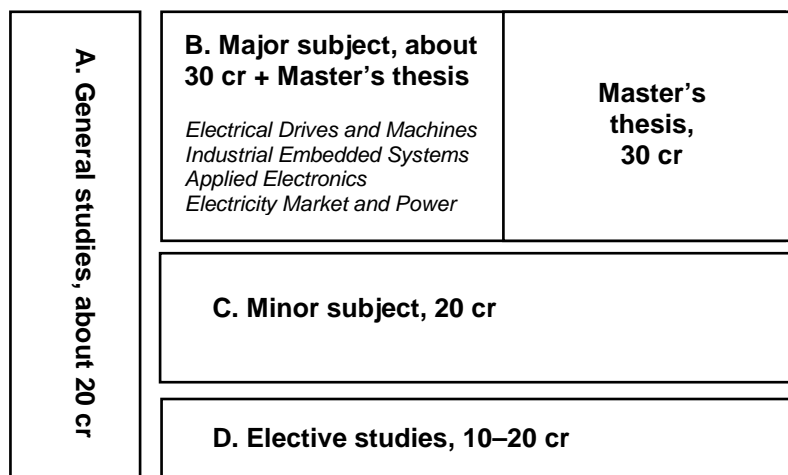 A. General studies, about 20 cr
B. Major subject, about
30 cr + Master’s thesis
Electrical Drives and Machines
Industrial Embedded Systems
Applied Electronics
Electricity Market and Power
Master’s
thesis,
30 cr
C. Minor subject, 20 cr
D. Elective studies, 10–20 cr